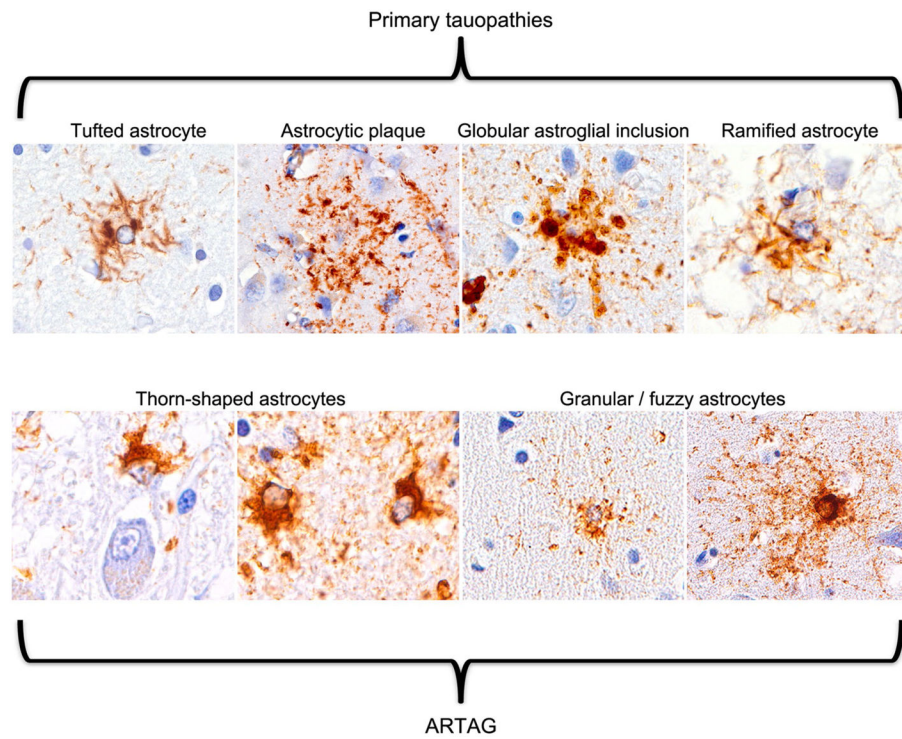 Primary tauopathies
Tufted astrocyte
Astrocytic plaque
Globular astroglial inclusion
Ramified astrocyte
Thorn-shaped astrocytes
Granular / fuzzy astrocytes
ARTAG